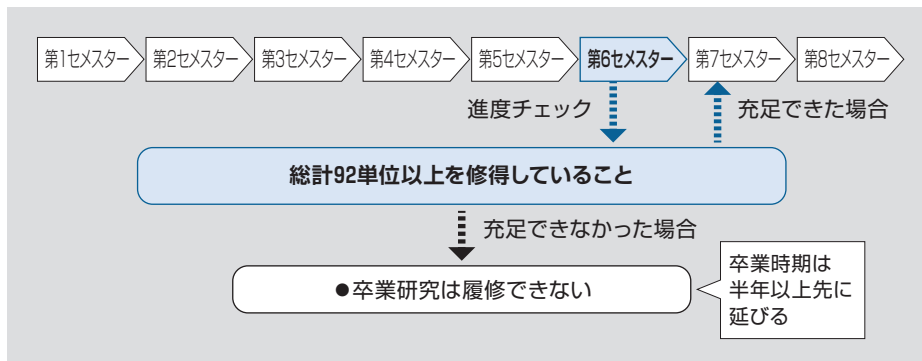 第1セメスター 第2セメスター 第3セメスター 第4セメスター 第5セメスター 第6セメスター 第7セメスター 第8セメスター
進度チェック
充足できた場合
総計92単位以上を修得していること
充足できなかった場合
●卒業研究は履修できない
卒業時期は
半年以上先に
延びる